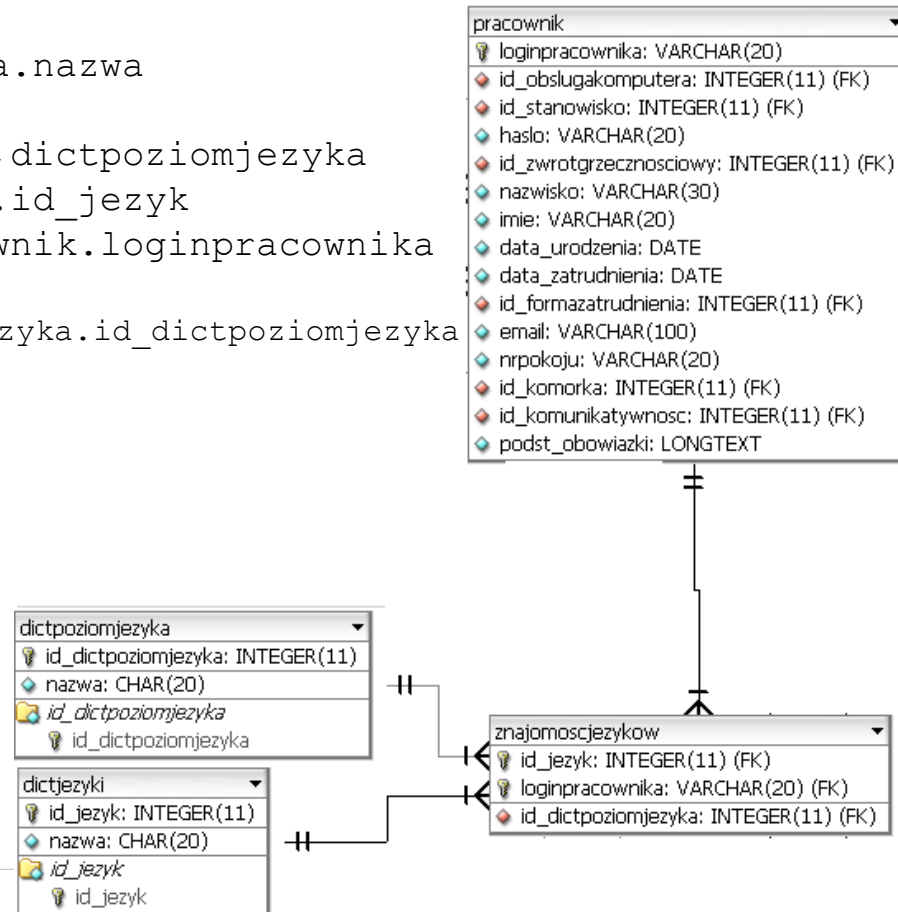 a.nazwa
dictpoziomjezyka
.id_jezyk
wnik.loginpracownika
zyka.id_dictpoziomjezyka
pracownik
loginpracownika: VARCHAR(20)
id_obslugakomputera: INTEGER(11) (FK)
id_stanowisko: INTEGER(11) (FK)
haslo: VARCHAR(20)
id_zwrotgrzecznosciowy: INTEGER(11) (FK)
nazwisko: VARCHAR(30)
imie: VARCHAR(20)
data_urodzenia: DATE
data_zatrudnienia: DATE
id_formazatrudnienia: INTEGER(11) (FK)
email: VARCHAR(100)
nrpokoju: VARCHAR(20)
id_komorka: INTEGER(11) (FK)
id_komunikatywnosc: INTEGER(11) (FK)
podst_obowiazki: LONGTEXT
dictpoziomjezyka
id_dictpoziomjezyka: INTEGER(11)
nazwa: CHAR(20)
id_dictpoziomjezyka
id_dictpoziomjezyka
dictjezyki
id_jezyk: INTEGER(11)
nazwa: CHAR(20)
id_jezyk
id_jezyk
znajomoscjezykow
id_jezyk: INTEGER(11) (FK)
loginpracownika: VARCHAR(20) (FK)
id_dictpoziomjezyka: INTEGER(11) (FK)